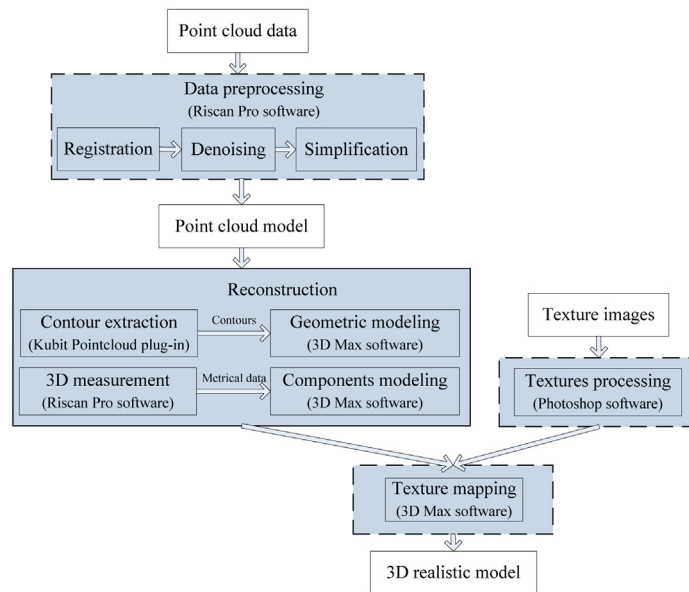 Point cloud data
Data preprocessing
(Riscan Pro software)
Registration
Denoising
Simplification
Point cloud model
Reconstruction
Contour extraction
(Kubit Pointcloud plug-in)
Contours
Geometric modeling
(3D Max software)
3D measurement
(Riscan Pro software)
Metrical data
Components modeling
(3D Max software)
Texture images
Textures processing
(Photoshop software)
Texture mapping
(3D Max software)
3D realistic model